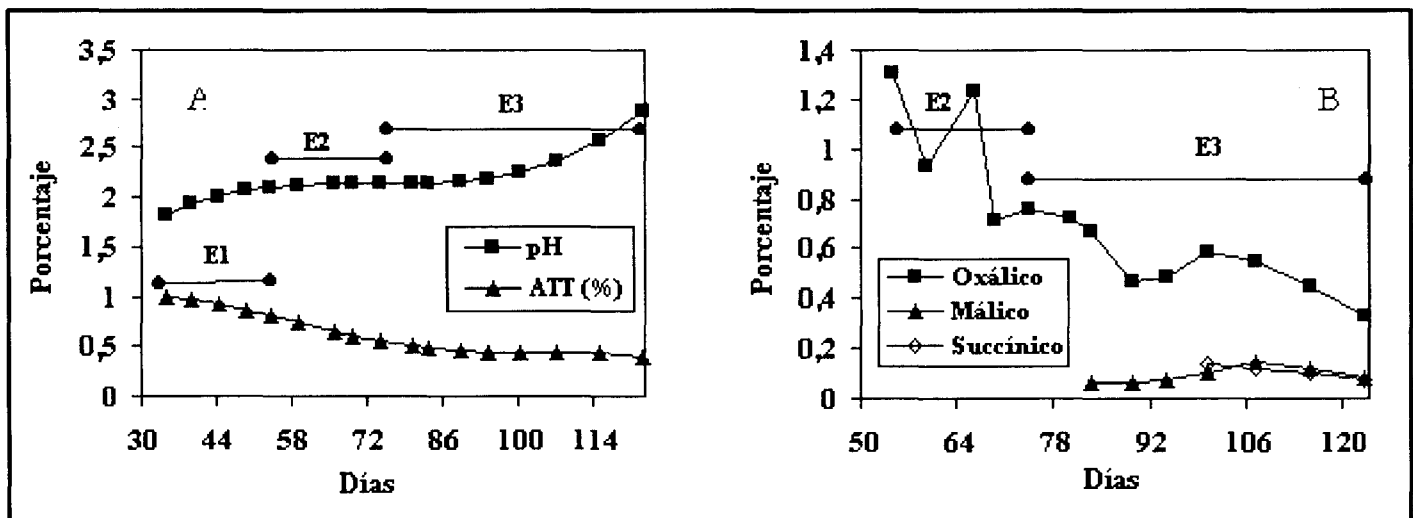 A
Porcentaje
3,5
3
2,5
2
1,5
1
0,5
0
E3
E2
E1
pH
ATT (%)
30 44 58 72 86 100 114
Días
B
Porcentaje
1,4
1,2
1
0,8
0,6
0,4
0,2
0
E2
E3
Oxálico
Málico
Succínico
50 64 78 92 106 120
Días